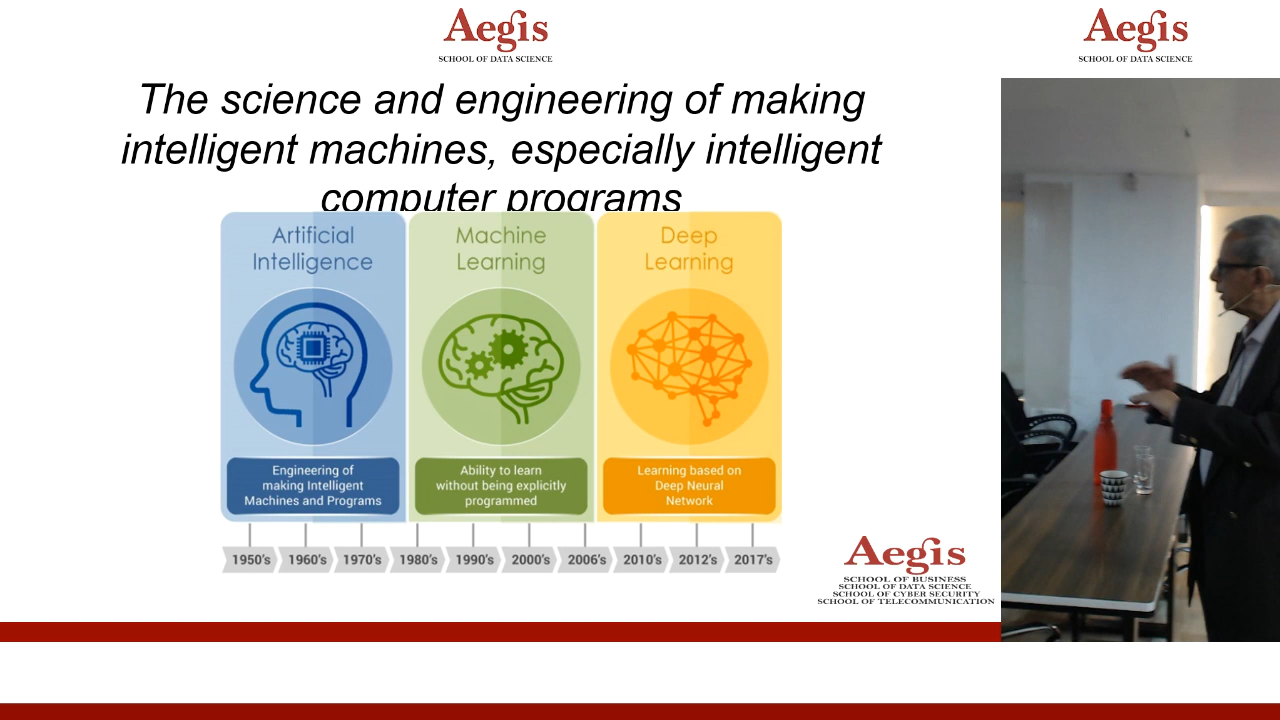 Aegis
SCHOOL OF DATA SCIENCE
Aegis
SCHOOL OF DATA SCIENCE
The science and engineering of making
intelligent machines, especially intelligent
computer programs
Artificial
Intelligence
Machine
Learning
Deep
Learning
Engineering of
making Intelligent
Machines and Programs
Ability to learn
without being explicitly
programmed
Learning based on
Deep Neural
Network
1950's 1960's 1970's 1980's 1990's 2000's 2006's 2010's 2012's 2017's
Aegis
SCHOOL OF BUSINESS
SCHOOL OF DATA SCIENCE
SCHOOL OF CYBER SECURITY
SCHOOL OF TELECOMMUNICATION